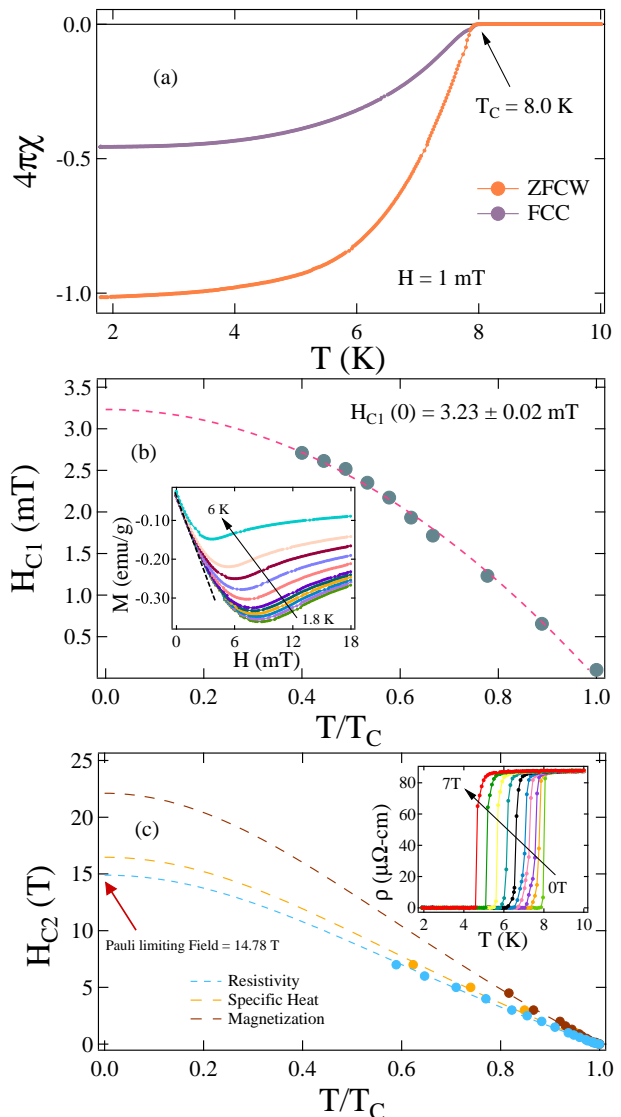 0.0
(a)
T_C = 8.0 K
-0.5
4πχ
ZFCW
FCC
H = 1 mT
-1.0
2 4 6 8 10
T (K)
3.5
H_C1 (0) = 3.23 ± 0.02 mT
3.0
(b)
2.5
2.0
1.5
1.0
0.5
H_C1 (mT)
6 K
-0.10
-0.20
-0.30
M (emu/g)
1.8 K
0 6 12 18
H (mT)
0.0 0.2 0.4 0.6 0.8 1.0
T/T_C
25
20
15
10
5
0
H_C2 (T)
(c)
7T
80
40
0
ρ (μΩ-cm)
0T
2 4 6 8 10
T (K)
Pauli limiting Field = 14.78 T
Resistivity
Specific Heat
Magnetization
0.0 0.2 0.4 0.6 0.8 1.0
T/T_C